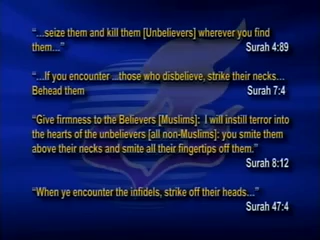 “…seize them and kill them [Unbelievers] wherever you find
them…” Surah 4:89
“…If you encounter ...those who disbelieve, strike their necks…
Behead them Surah 7:4
“Give firmness to the Believers [Muslims]: I will instill terror into
the hearts of the unbelievers [all non-Muslims]: you smite them
above their necks and smite all their fingertips off them.”
Surah 8:12
“When ye encounter the infidels, strike off their heads…”
Surah 47:4